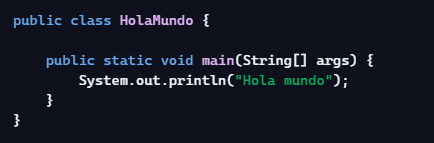 public class HolaMundo {
    public static void main(String[] args) {
        System.out.println("Hola mundo");
    }
}